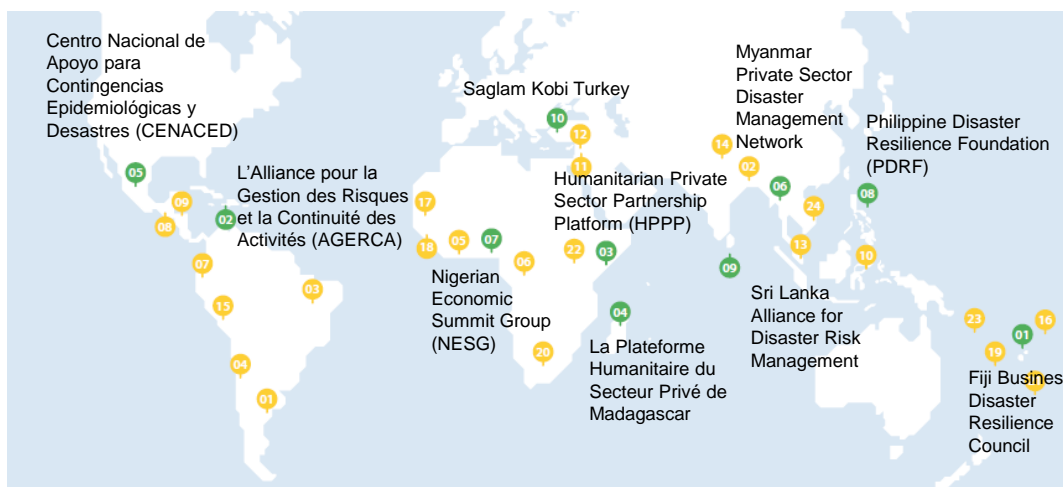 Centro Nacional de
Apoyo para
Contingencias
Epidemiológicas y
Desastres (CENACED)
05
09
08
L'Alliance pour la
Gestion des Risques
et la Continuité des
Activités (AGERCA)
02
07
15
03
04
01
Saglam Kobi Turkey
10
12
11
Humanitarian Private
Sector Partnership
Platform (HPPP)
17
18
05
07
06
22
03
Nigerian
Economic
Summit Group
(NESG)
20
04
La Plateforme
Humanitaire du
Secteur Privé de
Madagascar
Myanmar
Private Sector
Disaster
Management
Network
14
02
06
24
13
10
Philippine Disaster
Resilience Foundation
(PDRF)
08
09
Sri Lanka
Alliance for
Disaster Risk
Management
23
16
01
19
Fiji Busines
Disaster
Resilience
Council